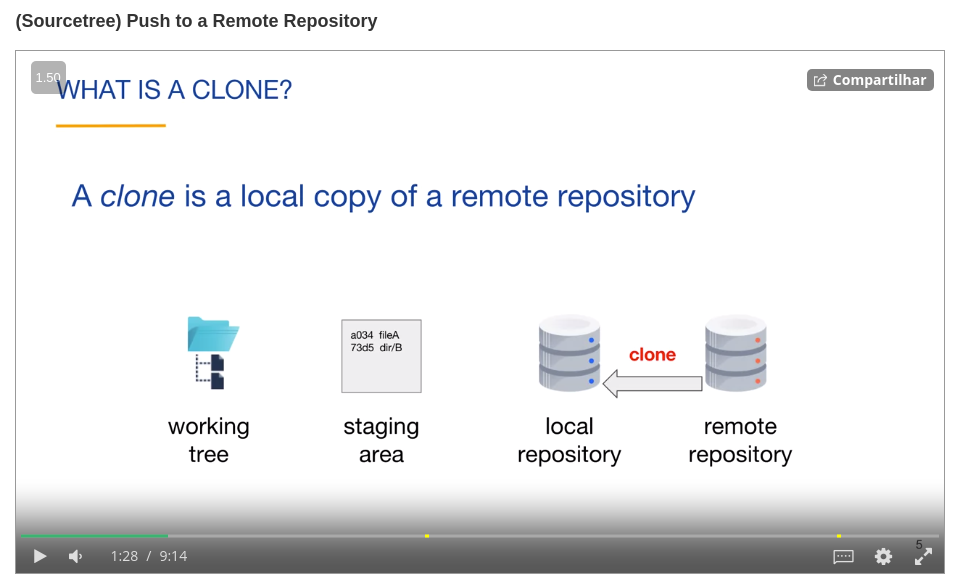 (Sourcetree) Push to a Remote Repository
1.50
WHAT IS A CLONE?
Compartilhar
A clone is a local copy of a remote repository
a034 fileA
73d5 dir/B
clone
working
tree
staging
area
local
repository
remote
repository
1:28 / 9:14
5